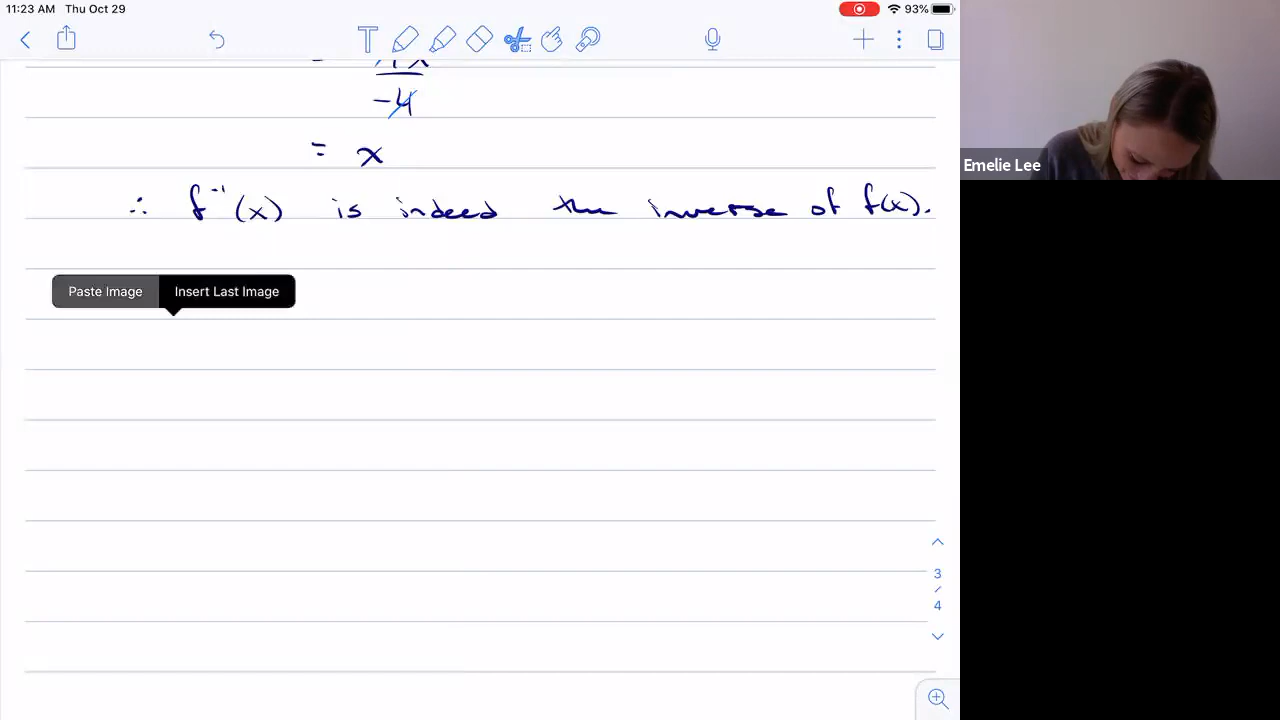 11:23 AM Thu Oct 29
93%
-4
= x
∴ f⁻¹(x) is indeed the inverse of f(x).
Paste Image Insert Last Image
Emelie Lee
3
/
4